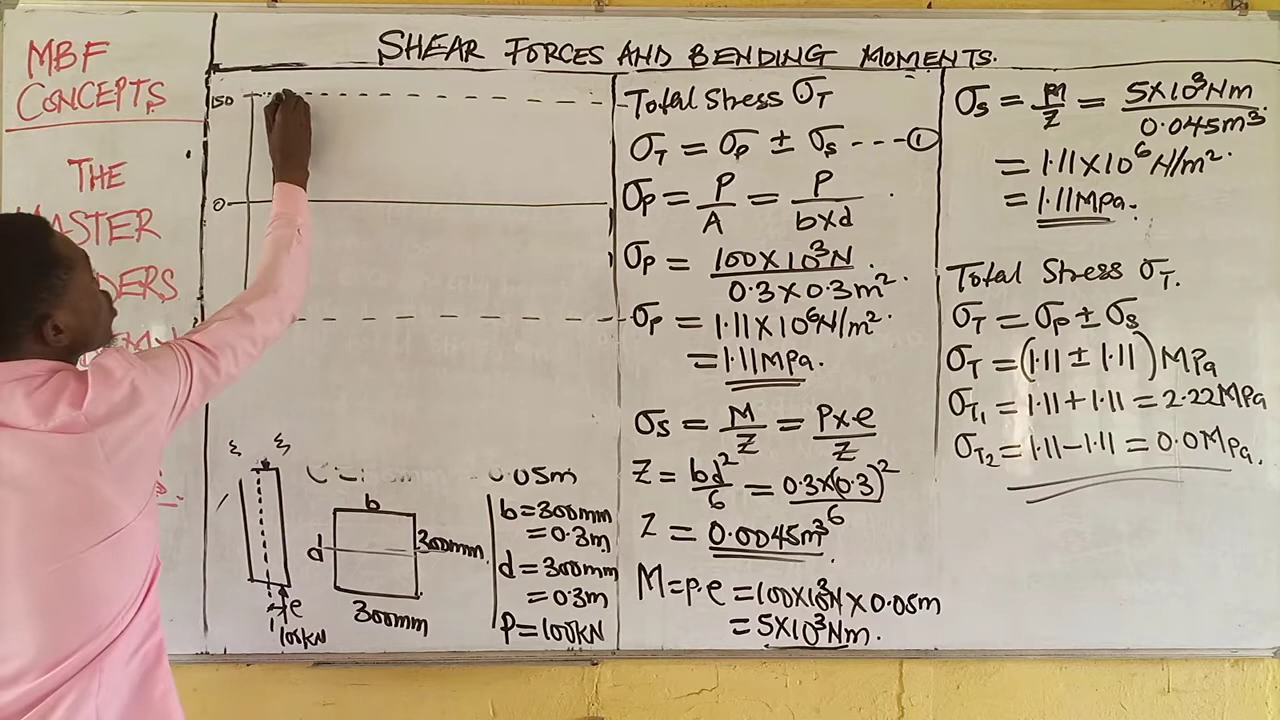 MBF
CONCEPTS
THE
SHEAR FORCES AND BENDING MOMENTS.
150
0
0.05m
b
d
300mm
300mm
e
100kN
b=300mm
=0.3m
d=300mm
=0.3m
P=100kN
Total Stress σT
σT = σp ± σs ---①
σp = P/A = P/b×d
σp = 100×10³N/0.3×0.3m².
σp = 1.11×10⁶N/m².
=1.11MPa.
σs = M/Z = P×e/Z
Z = bd²/6 = 0.3×(0.3)²/6
Z = 0.0045m³
M=p.e =100×10³N×0.05m
= 5×10³Nm.
σs = M/Z = 5×10³Nm/0.045m³.
= 1.11×10⁶N/m².
= 1.11MPa.
Total Stress σT.
σT = σp ± σs
σT = (1.11 ± 1.11)MPa
σT1 = 1.11+1.11 = 2.22MPa
σT2 = 1.11-1.11 = 0.0MPa.